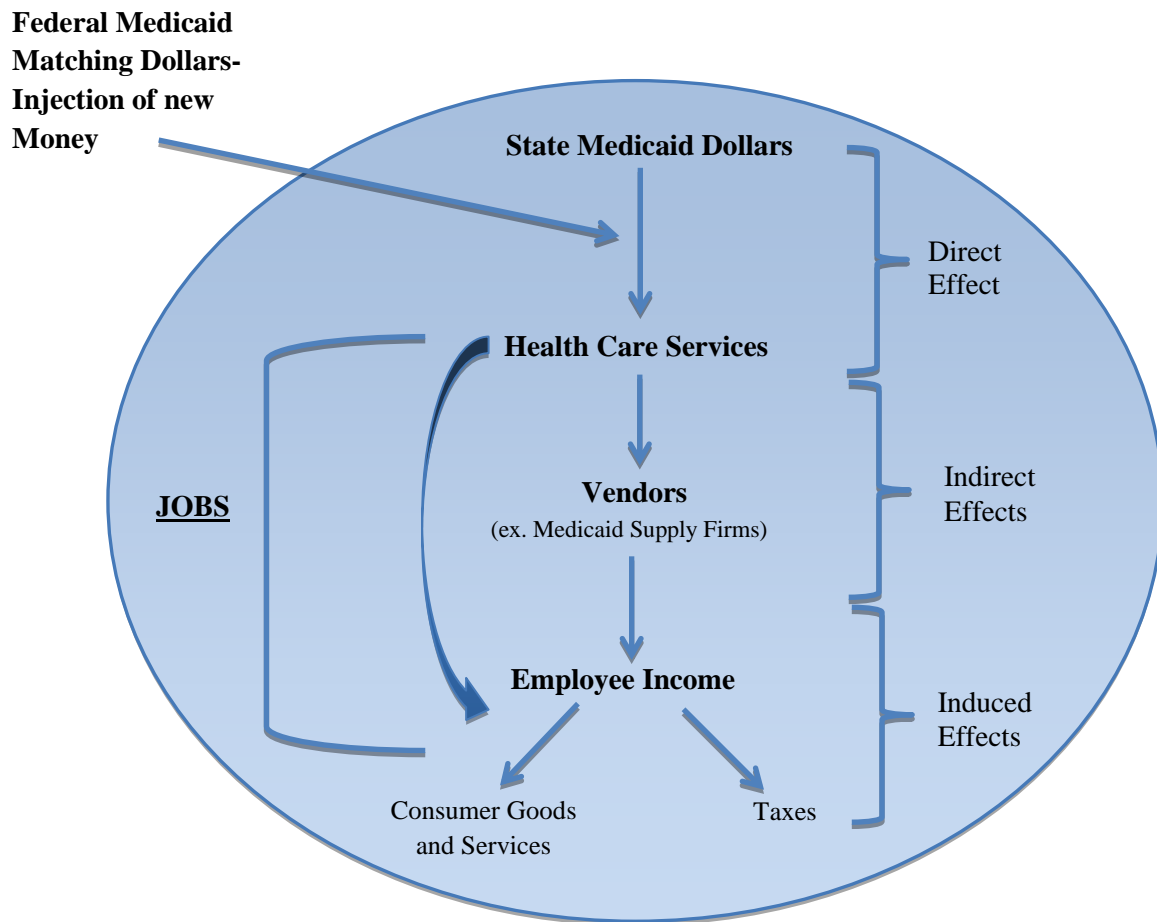 Federal Medicaid
Matching Dollars-
Injection of new
Money
State Medicaid Dollars
Direct
Effect
Health Care Services
JOBS
Vendors
(ex. Medicaid Supply Firms)
Indirect
Effects
Employee Income
Induced
Effects
Consumer Goods
and Services
Taxes